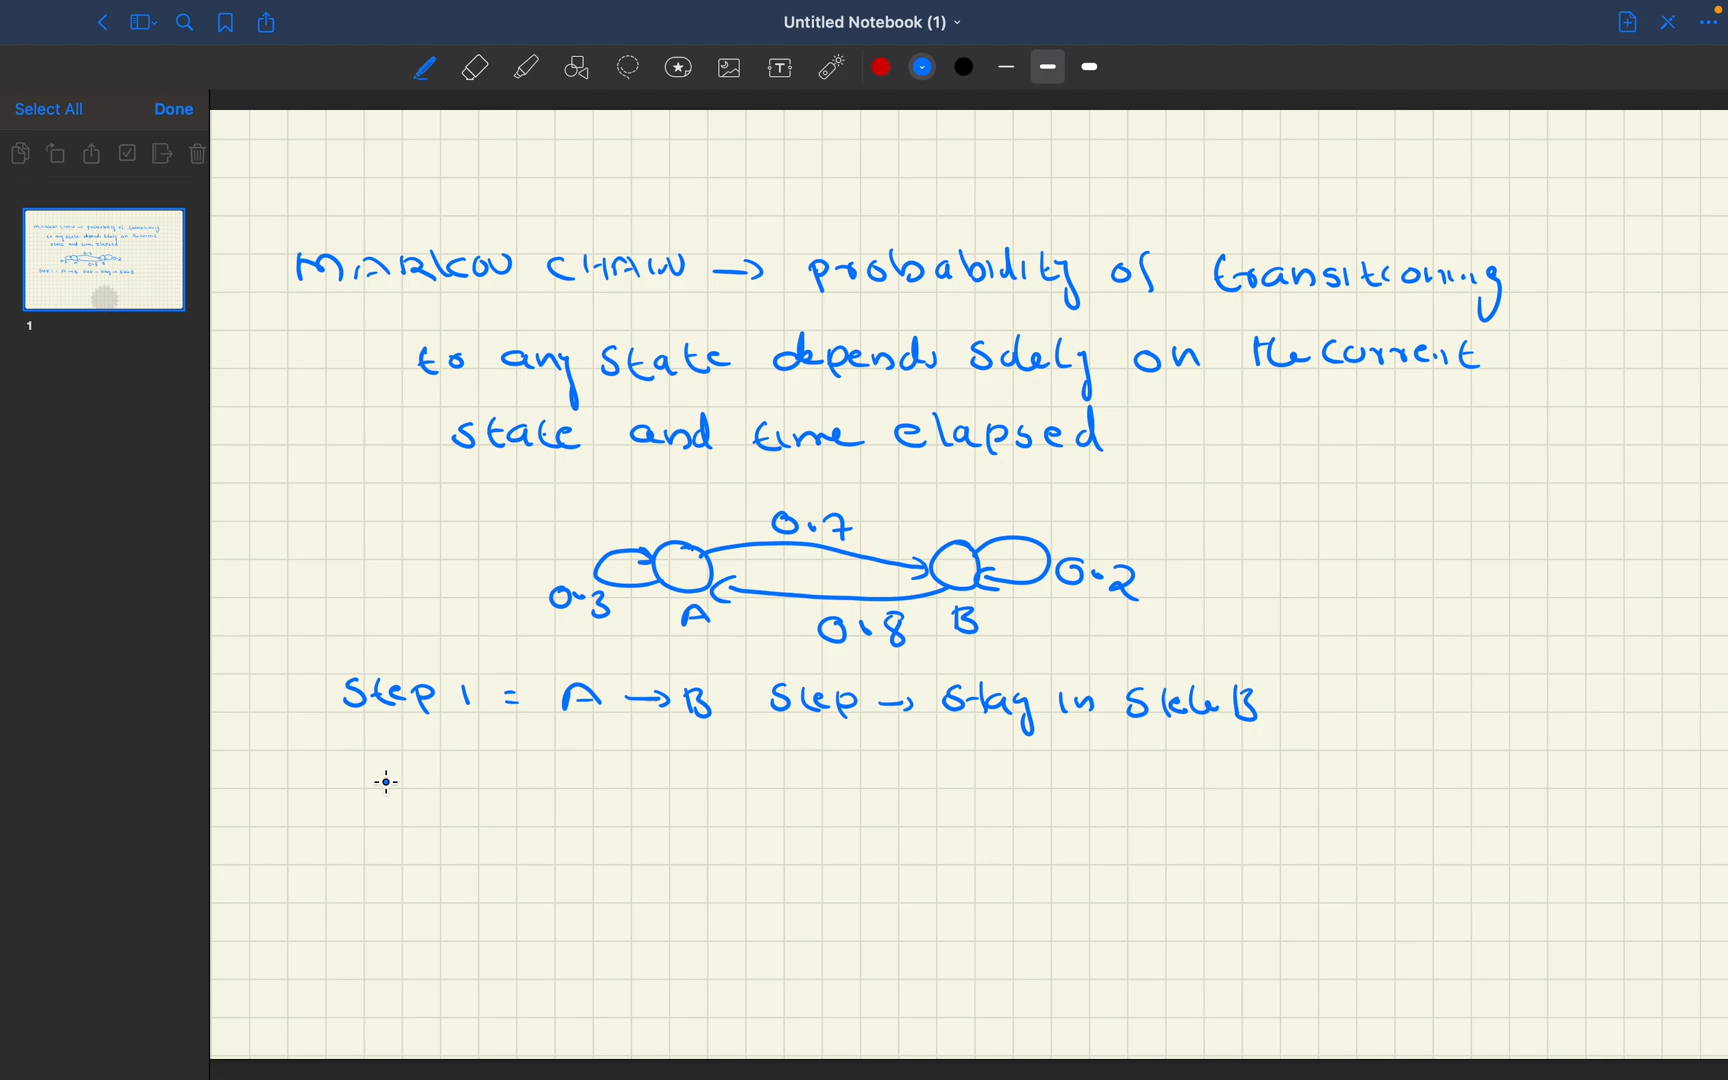 Untitled Notebook (1)
Select All Done
1
MARKOV CHAIN → probability of transitioning
to any state depends solely on the current
state and time elapsed
0.7
0.3 A 0.8 B 0.2
Step 1 = A → B Step → stay in State B